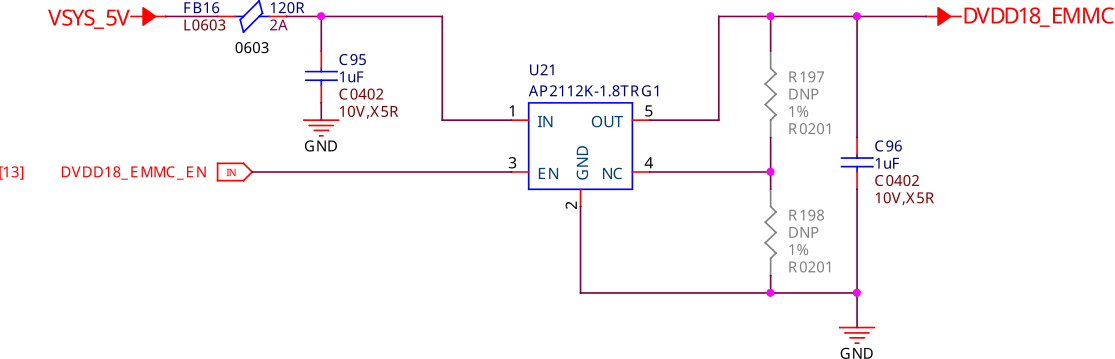 VSYS_5V
FB16
120R
L0603
2A
0603
C95
1uF
C0402
10V,X5R
GND
U21
AP2112K-1.8TRG1
1
IN
OUT
5
3
EN
GND
NC
4
2
[13]
DVDD18_EMMC_EN
IN
DVDD18_EMMC
R197
DNP
1%
R0201
C96
1uF
C0402
10V,X5R
R198
DNP
1%
R0201
GND